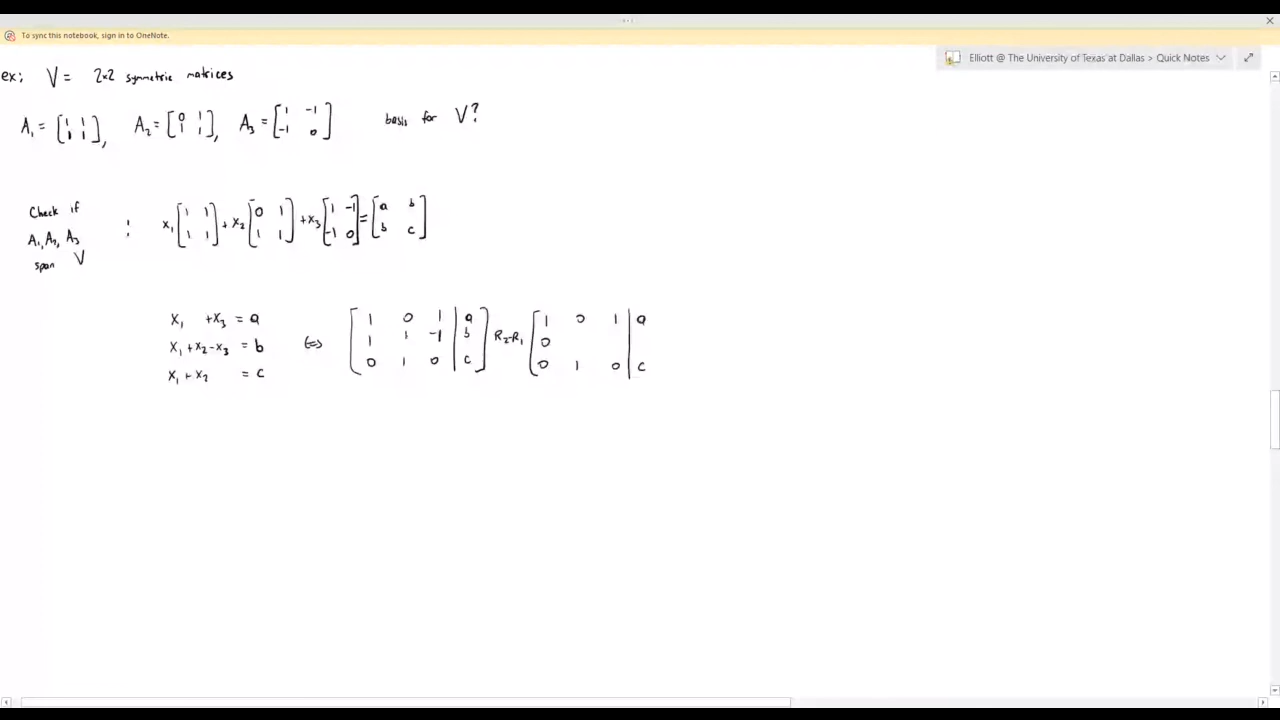 To sync this notebook, sign in to OneNote.
Elliott @ The University of Texas at Dallas > Quick Notes
ex: V = 2x2 symmetric matrices
A₁ = [1 1; 1 1], A₂ = [0 1; 1 1], A₃ = [1 -1; -1 0] basis for V?
Check if A₁, A₂, A₃ span V : x₁[1 1; 1 1] + x₂[0 1; 1 1] + x₃[1 -1; -1 0] = [a b; b c]
x₁ + x₃ = a
x₁ + x₂ - x₃ = b
x₁ + x₂ = c
⇔ [1 0 1 | a; 1 1 -1 | b; 0 1 0 | c] R₂-R₁ [1 0 1 | a; 0 | ; 0 1 0 | c